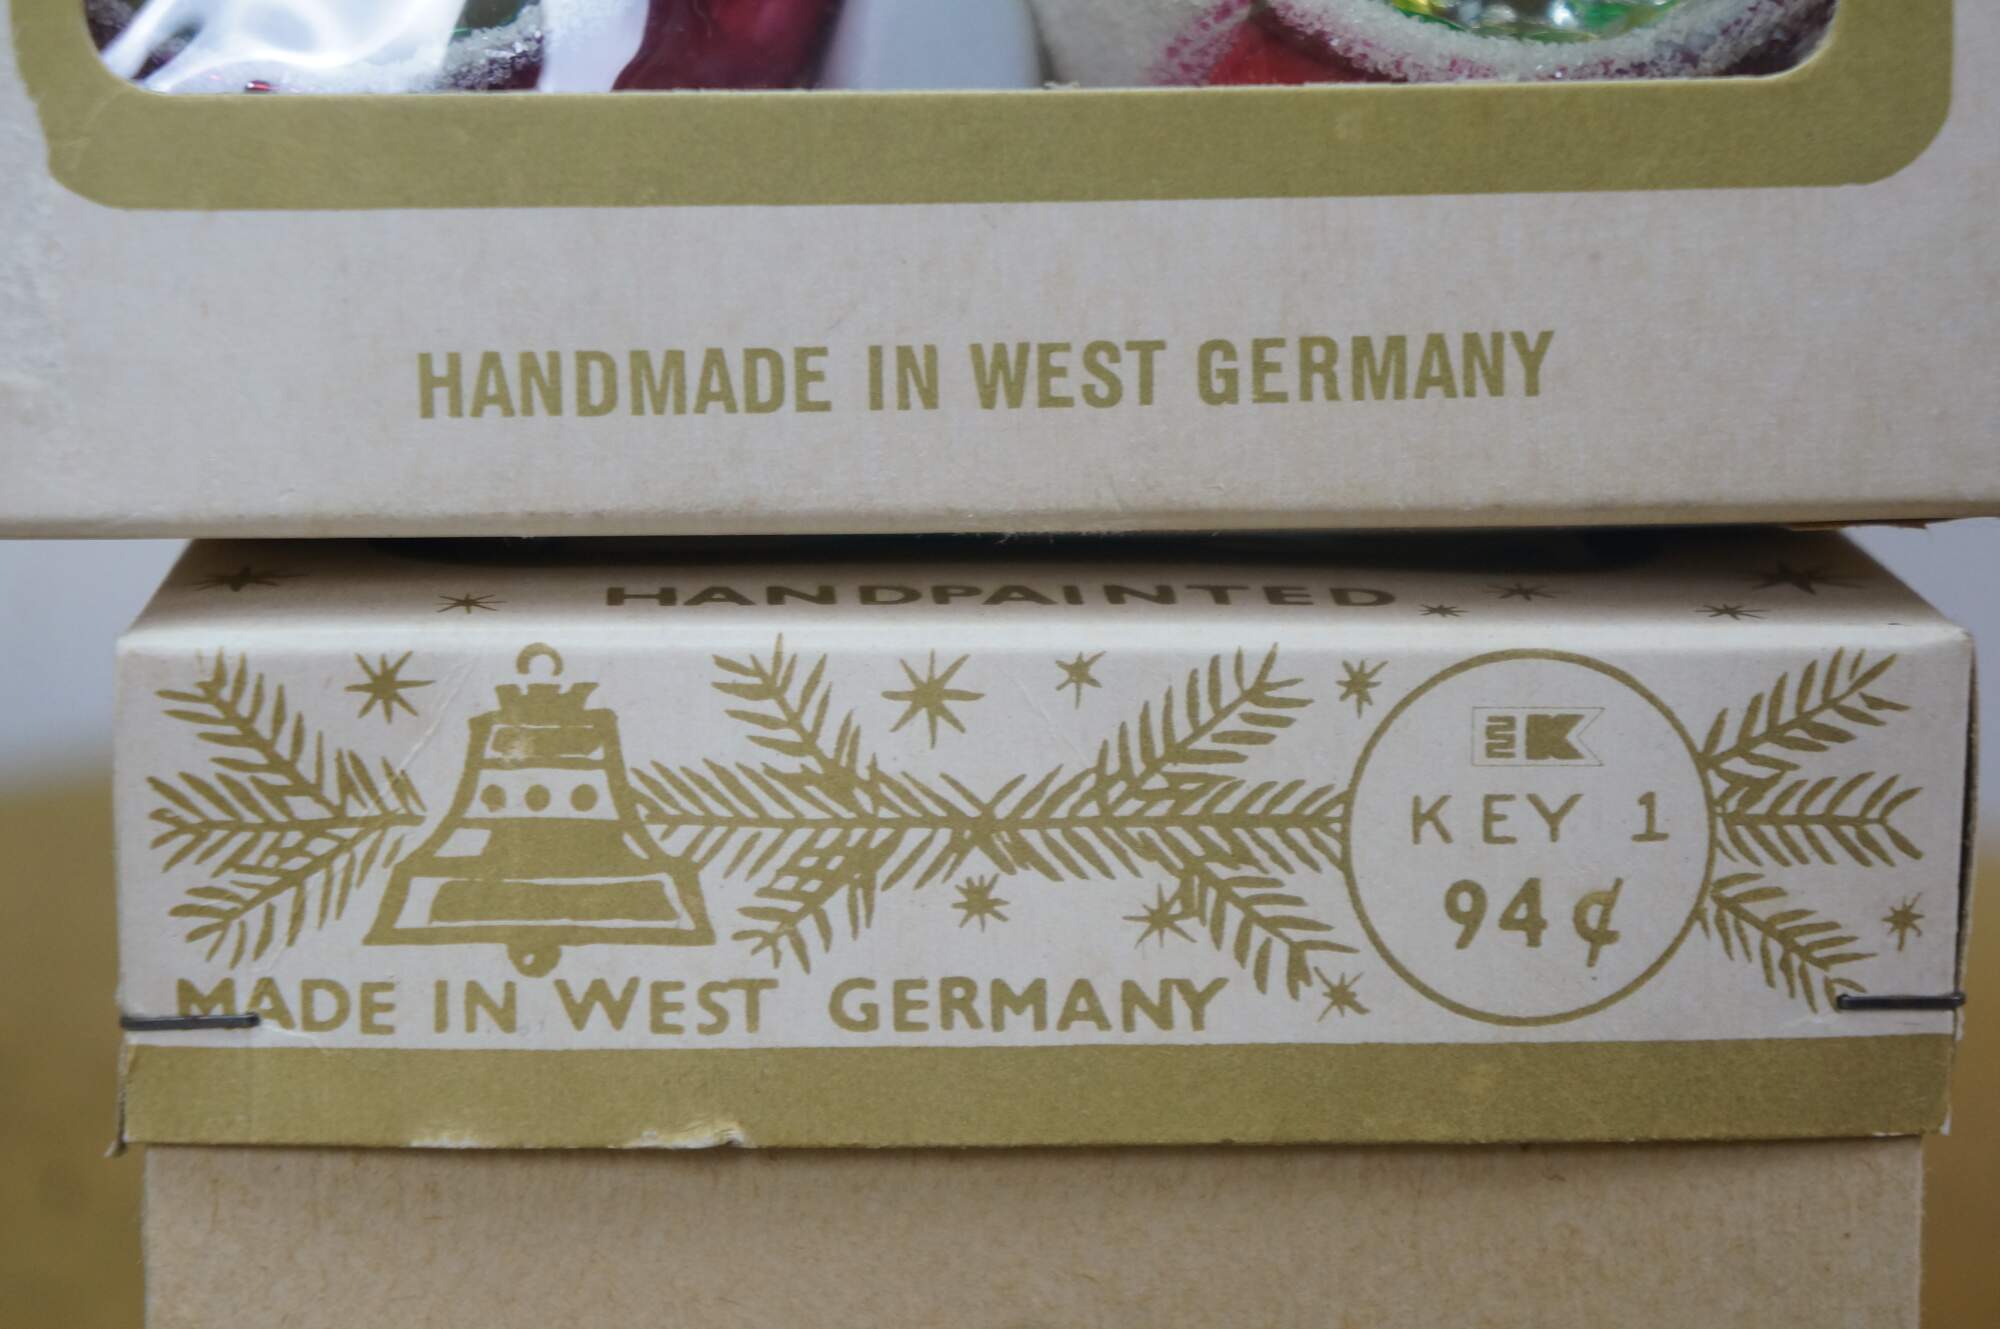 HANDMADE IN WEST GERMANY
HANDPAINTED
K
KEY 1
94¢
MADE IN WEST GERMANY